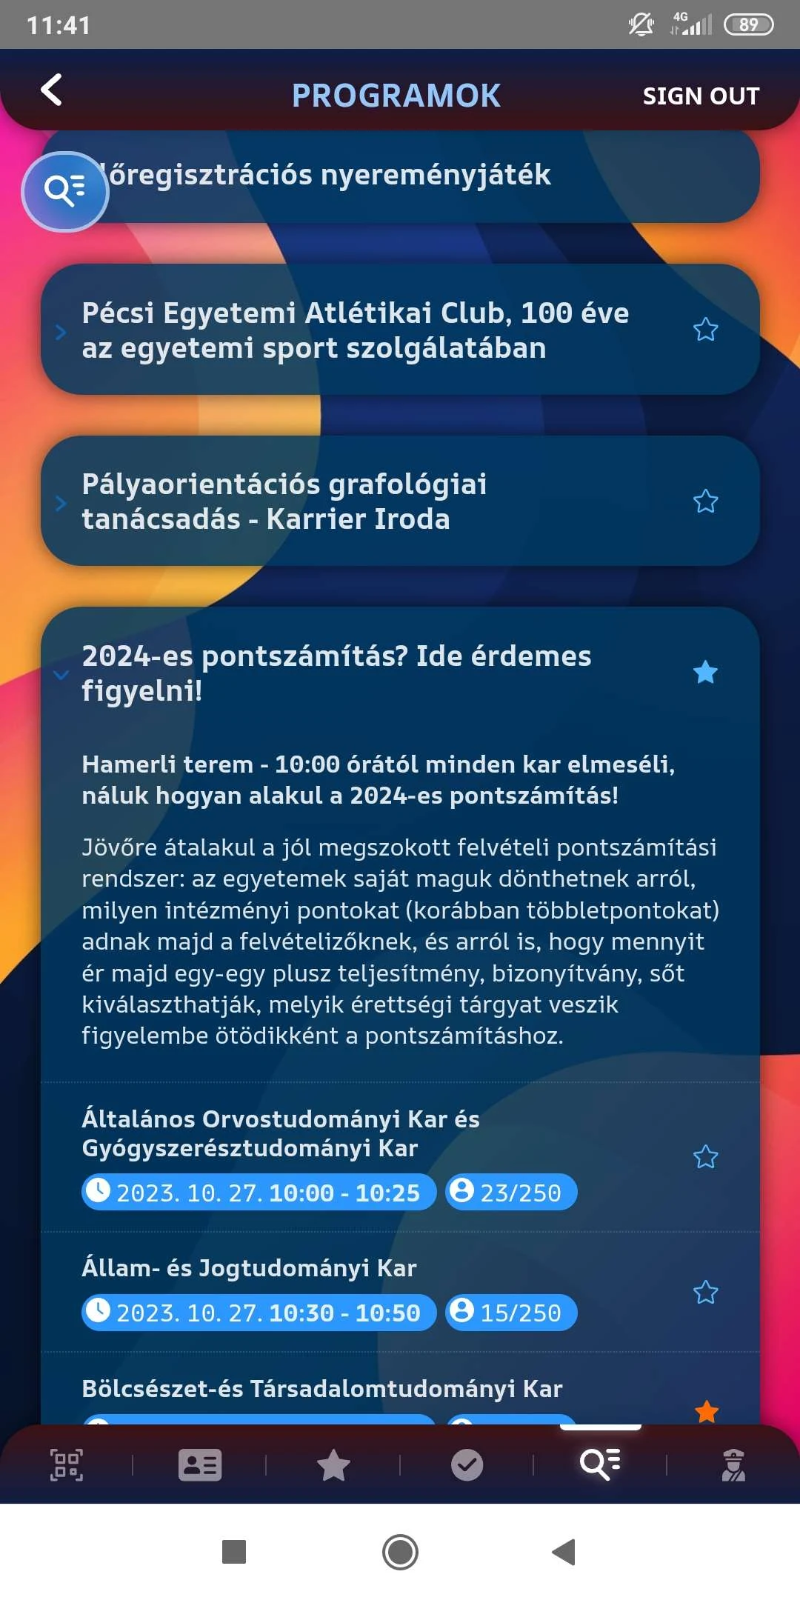 11:41
4G
89
PROGRAMOK
SIGN OUT
őregisztrációs nyereményjáték
Pécsi Egyetemi Atlétikai Club, 100 éve
az egyetemi sport szolgálatában
Pályaorientációs grafológiai
tanácsadás - Karrier Iroda
2024-es pontszámítás? Ide érdemes
figyelni!
Hamerli terem - 10:00 órától minden kar elmeséli,
náluk hogyan alakul a 2024-es pontszámítás!
Jövőre átalakul a jól megszokott felvételi pontszámítási
rendszer: az egyetemek saját maguk dönthetnek arról,
milyen intézményi pontokat (korábban többletpontokat)
adnak majd a felvételizőknek, és arról is, hogy mennyit
ér majd egy-egy plusz teljesítmény, bizonyítvány, sőt
kiválaszthatják, melyik érettségi tárgyat veszik
figyelembe ötödikként a pontszámításhoz.
Általános Orvostudományi Kar és
Gyógyszerésztudományi Kar
2023. 10. 27. 10:00 - 10:25 23/250
Állam- és Jogtudományi Kar
2023. 10. 27. 10:30 - 10:50 15/250
Bölcsészet-és Társadalomtudományi Kar